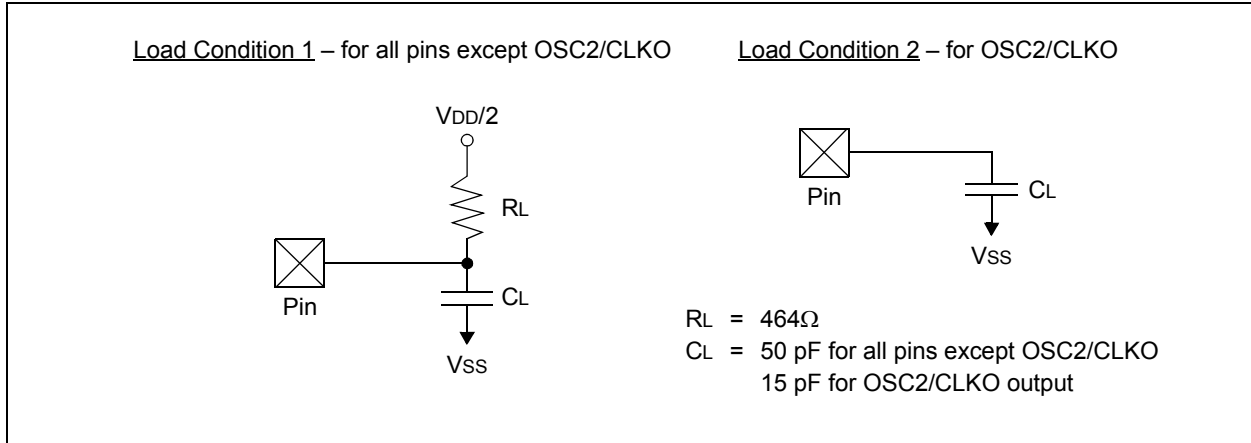 Load Condition 1 – for all pins except OSC2/CLKO
Load Condition 2 – for OSC2/CLKO
VDD/2
RL
Pin
CL
VSS
Pin
CL
VSS
RL = 464Ω
CL = 50 pF for all pins except OSC2/CLKO
15 pF for OSC2/CLKO output